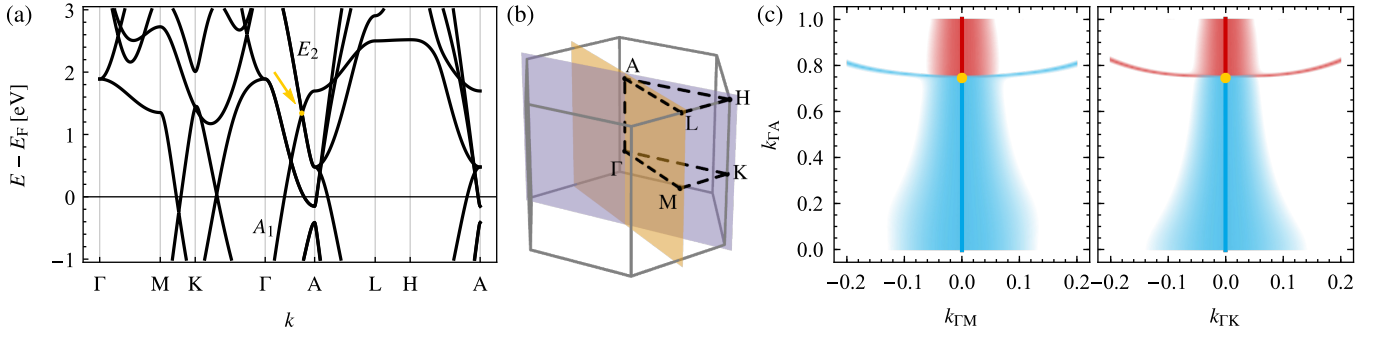 (a)
3
2
1
0
−1
E − E_F [eV]
E₂
A₁
Γ M K Γ A L H A
k
(b)
A
H
L
Γ
K
M
(c)
1.0
0.8
0.6
0.4
0.2
0.0
k_ΓA
−0.2 −0.1 0.0 0.1 0.2
k_ΓM
−0.2 −0.1 0.0 0.1 0.2
k_ΓK